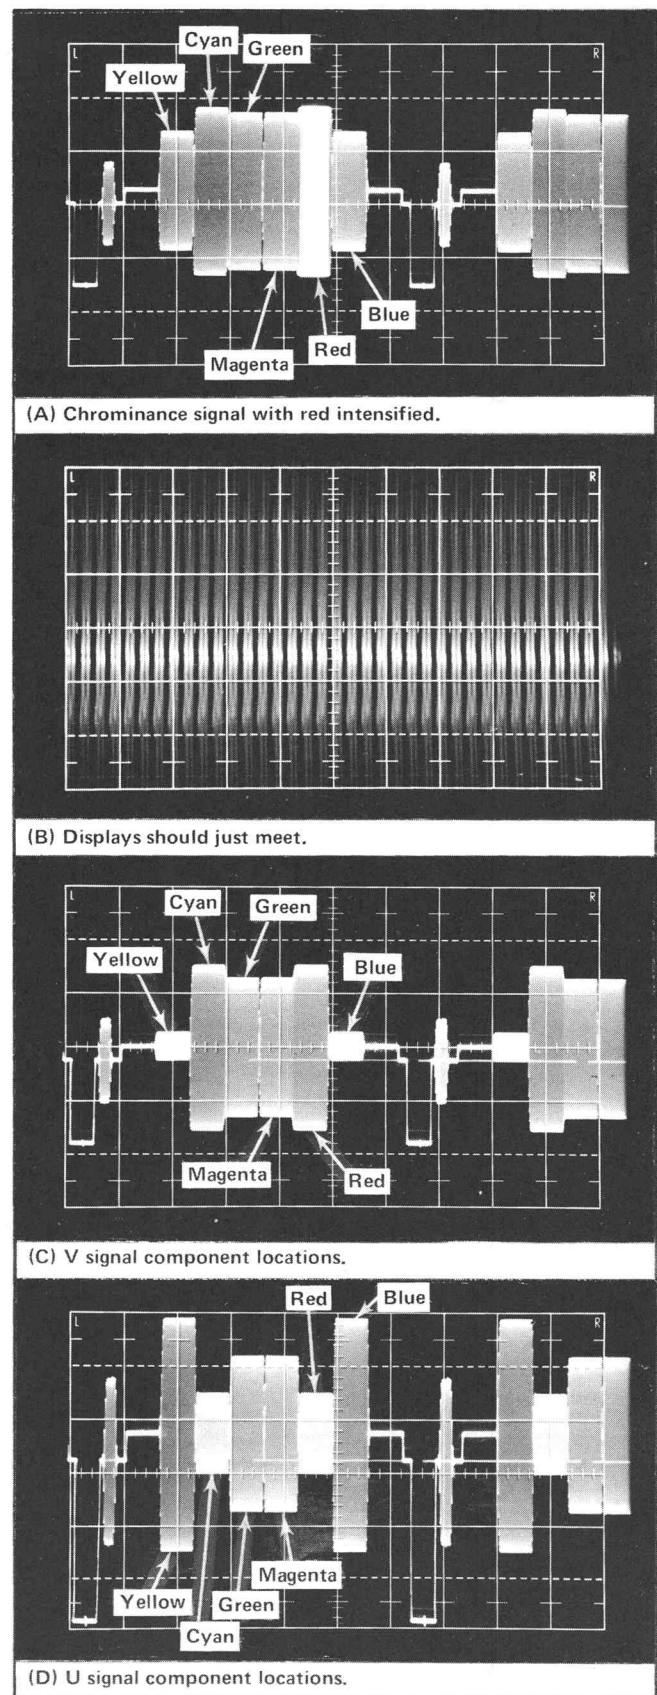 L
R
Cyan
Green
Yellow
Blue
Red
Magenta
(A) Chrominance signal with red intensified.
L
R
(B) Displays should just meet.
L
R
Cyan
Green
Yellow
Blue
Magenta
Red
(C) V signal component locations.
Red
Blue
L
R
Magenta
Yellow
Green
Cyan
(D) U signal component locations.